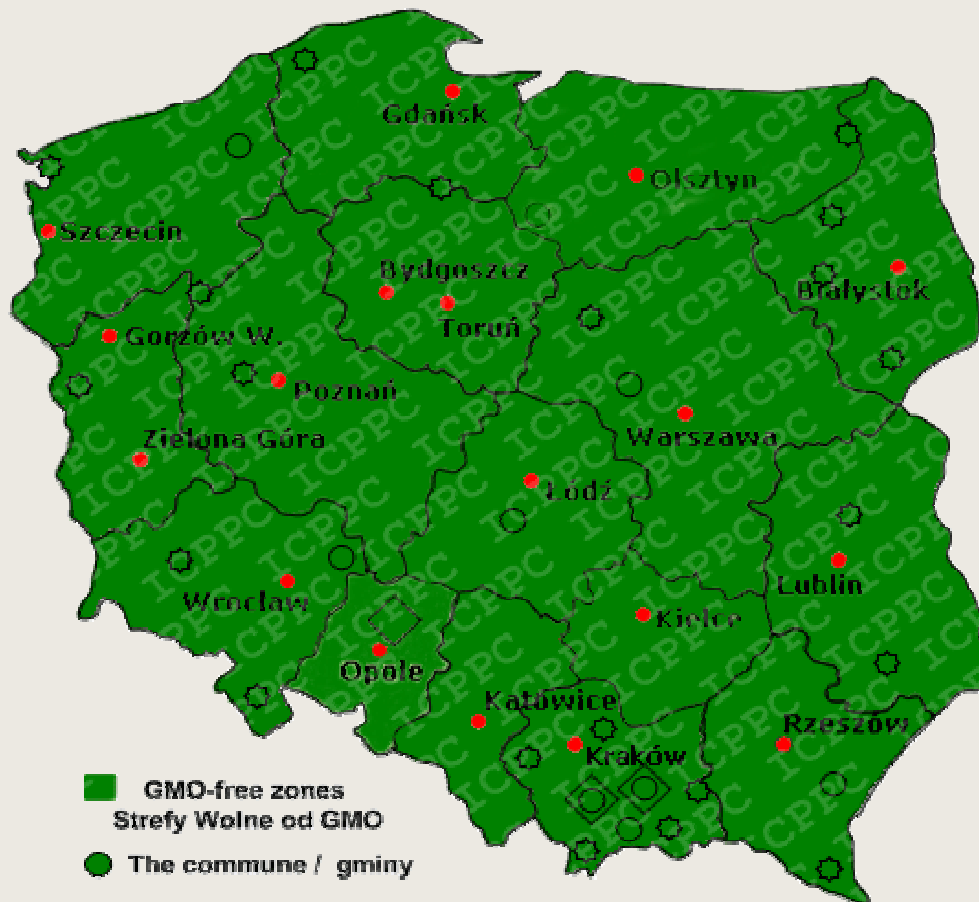 Gdańsk
Olsztyn
Szczecin
Bydgoszcz
Białystok
Toruń
Gorzów W.
Poznań
Zielona Góra
Warszawa
Łódź
Lublin
Wrocław
Kielce
Opole
Katowice
Rzeszów
Kraków
GMO-free zones
Strefy Wolne od GMO
The commune / gminy
ICPPC